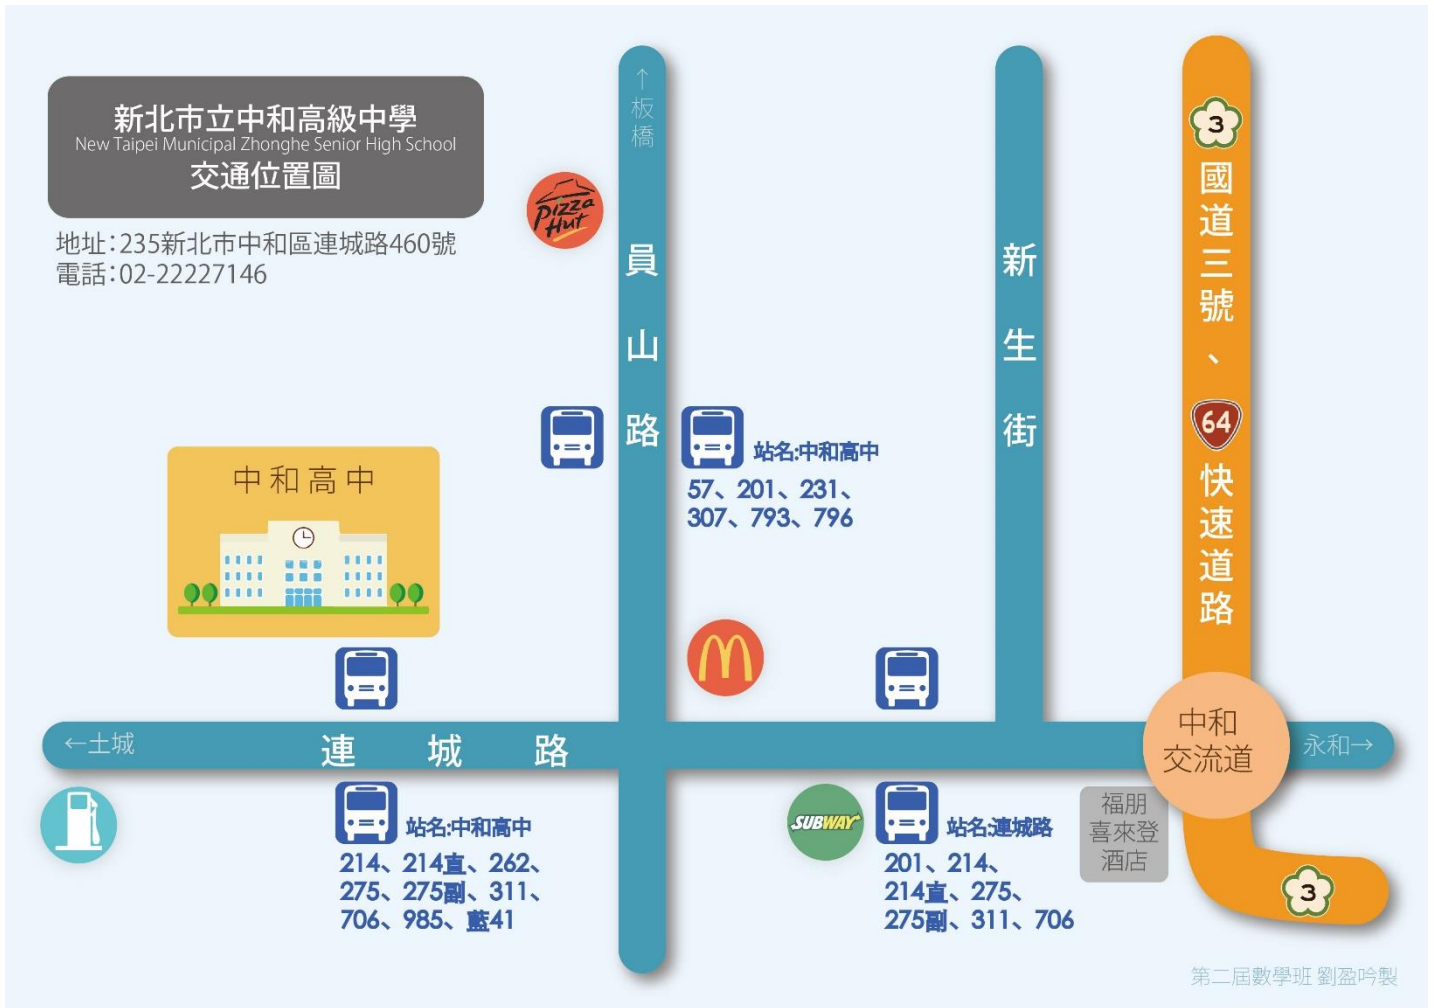 新北市立中和高級中學
New Taipei Municipal Zhonghe Senior High School
交通位置圖
地址：235新北市中和區連城路460號
電話：02-22227146
↑板橋
Pizza Hut
員山路
新生街
3
國道三號、
64
快速道路
站名:中和高中
57、201、231、
307、793、796
中和高中
←土城
連城路
中和
交流道
永和→
站名:中和高中
214、214直、262、
275、275副、311、
706、985、藍41
SUBWAY
站名:連城路
201、214、
214直、275、
275副、311、706
福朋
喜來登
酒店
3
第二屆數學班 劉盈吟製